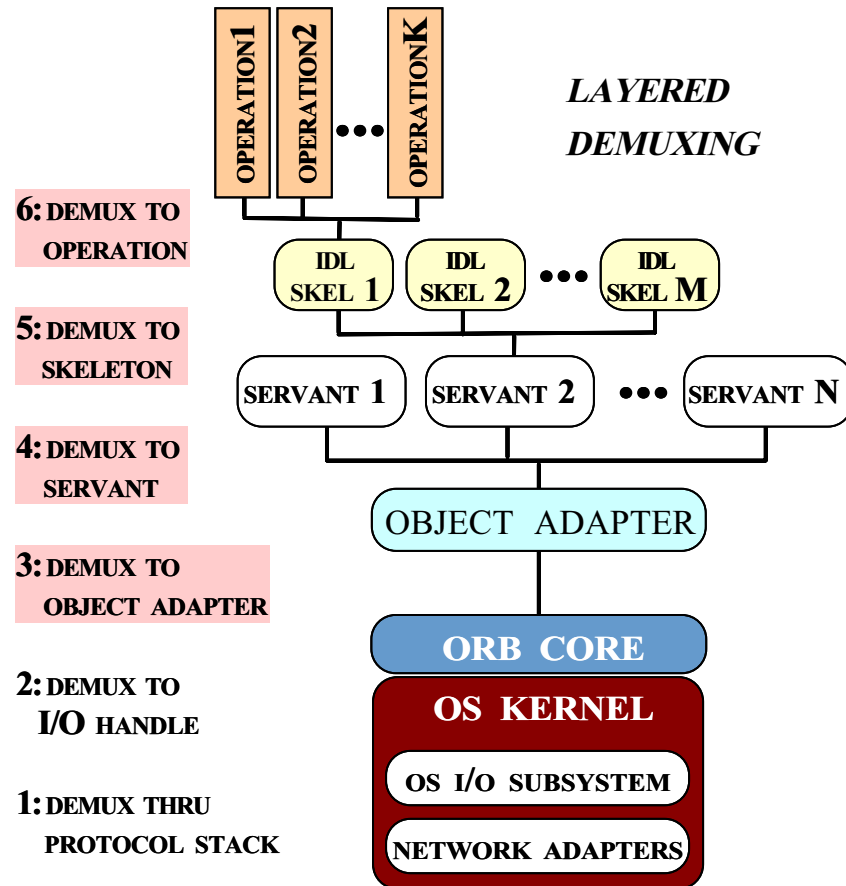 OPERATION1
OPERATION2
OPERATIONK
LAYERED
DEMUXING
6: DEMUX TO
OPERATION
IDL
SKEL 1
IDL
SKEL 2
IDL
SKEL M
5: DEMUX TO
SKELETON
SERVANT 1
SERVANT 2
SERVANT N
4: DEMUX TO
SERVANT
OBJECT ADAPTER
3: DEMUX TO
OBJECT ADAPTER
ORB CORE
2: DEMUX TO
I/O HANDLE
OS KERNEL
OS I/O SUBSYSTEM
1: DEMUX THRU
PROTOCOL STACK
NETWORK ADAPTERS